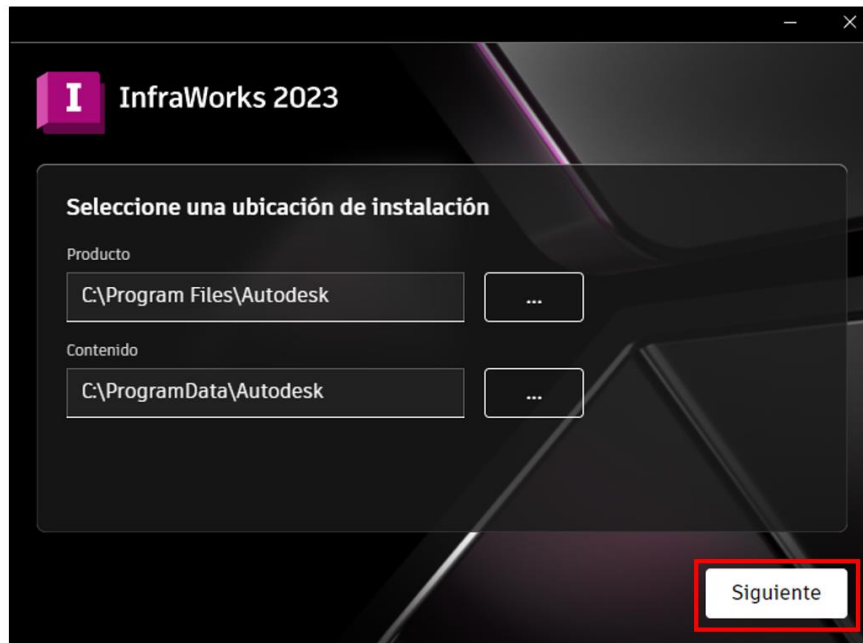 I InfraWorks 2023
Seleccione una ubicación de instalación
Producto
C:\Program Files\Autodesk ...
Contenido
C:\ProgramData\Autodesk ...
Siguiente